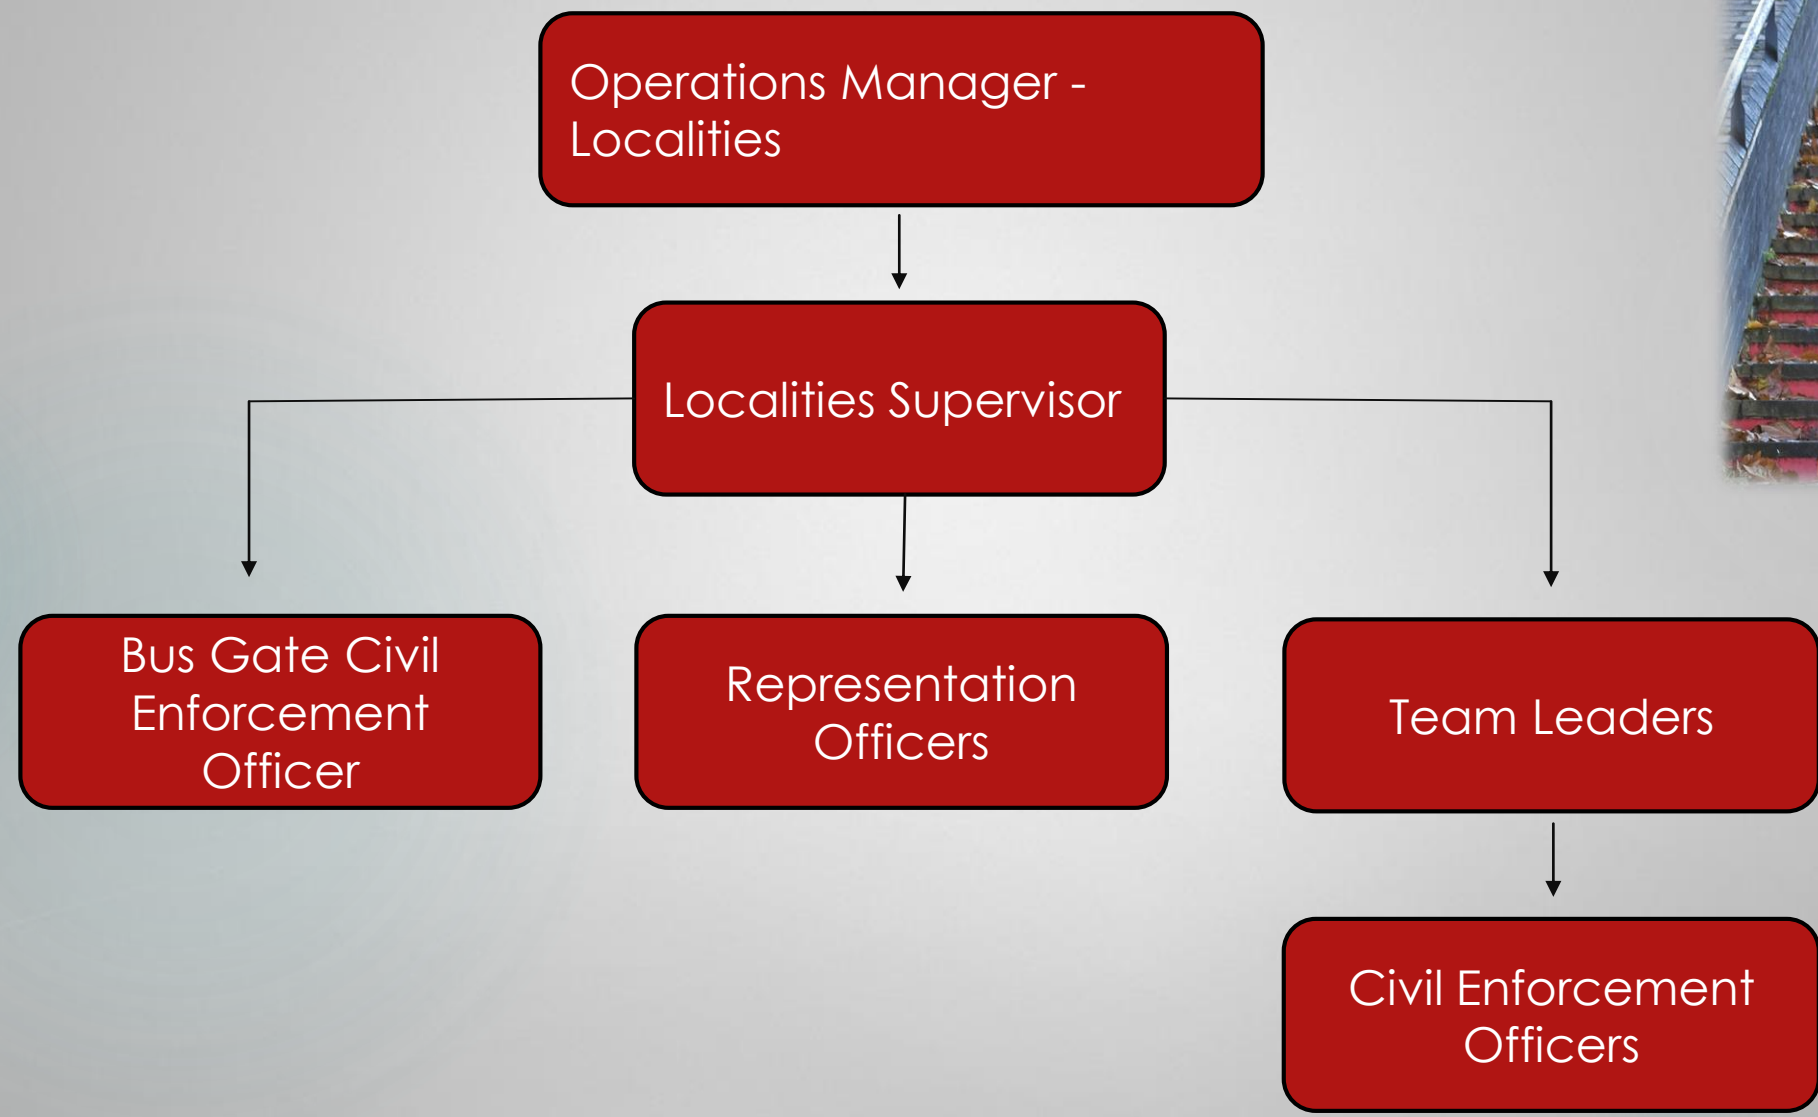 Operations Manager -
Localities
Localities Supervisor
Bus Gate Civil
Enforcement
Officer
Representation
Officers
Team Leaders
Civil Enforcement
Officers